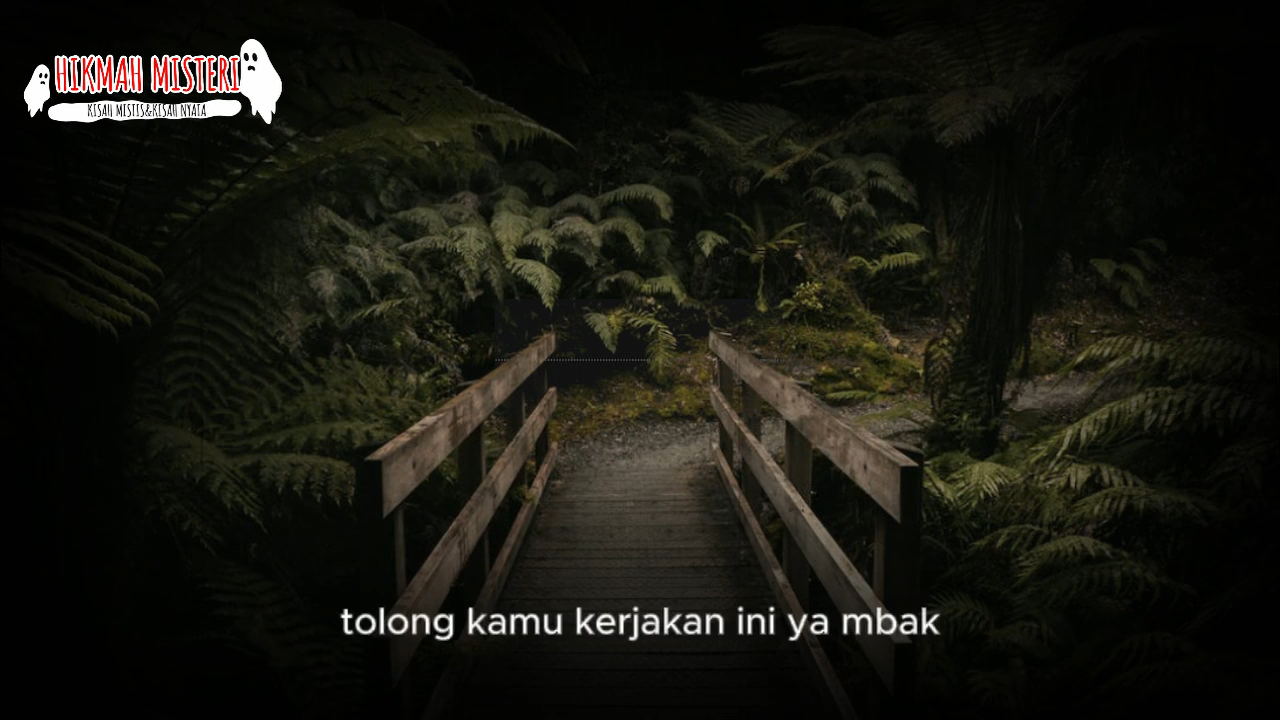 HIKMAH MISTERI
KISAH MISTIS&KISAH NYATA
tolong kamu kerjakan ini ya mbak